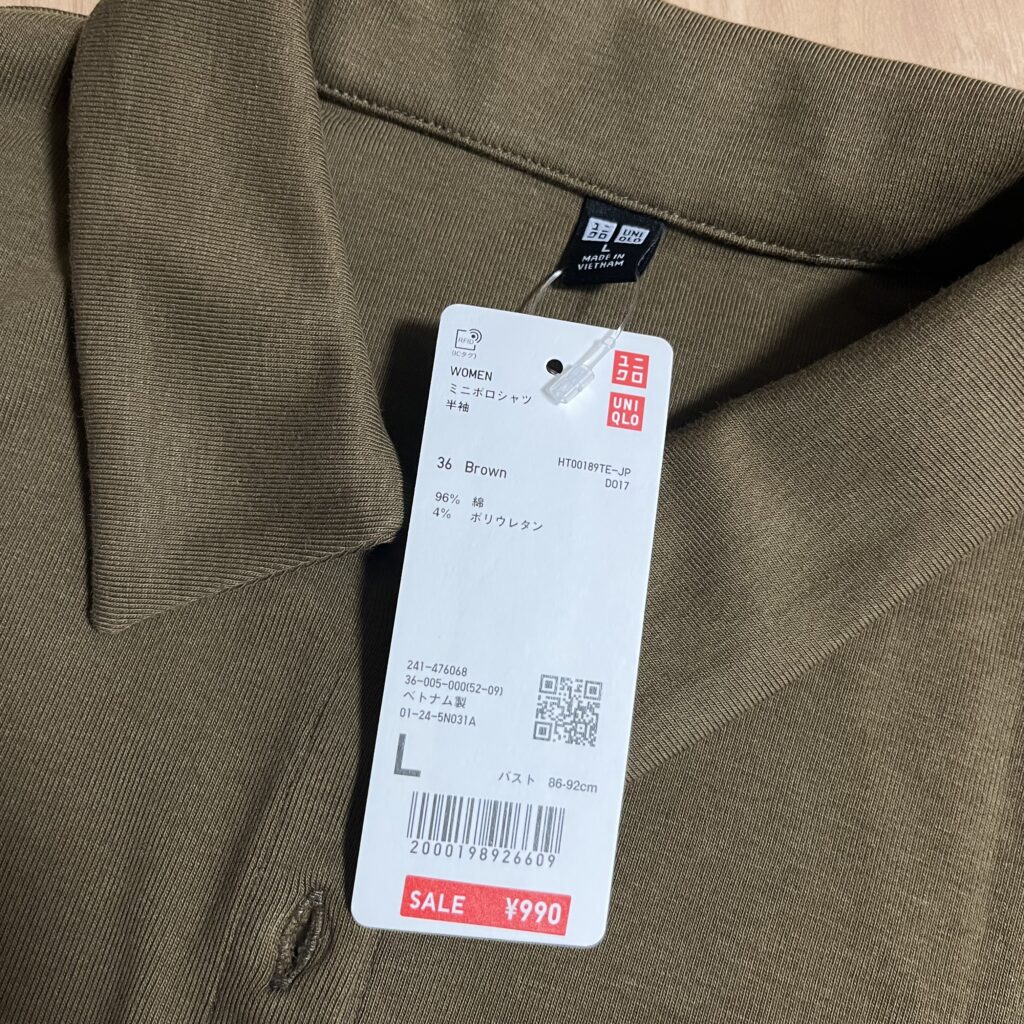 ユニ
クロ
UNI
QLO
L
MADE IN
VIETNAM
RFID
(ICタグ)
WOMEN
ミニポロシャツ
半袖
ユニ
クロ
UNI
QLO
36 Brown
HT00189TE-JP
D017
96% 綿
4% ポリウレタン
241-476068
36-005-000(52-09)
ベトナム製
01-24-5N031A
L
バスト 86-92cm
2000198926609
SALE ¥990